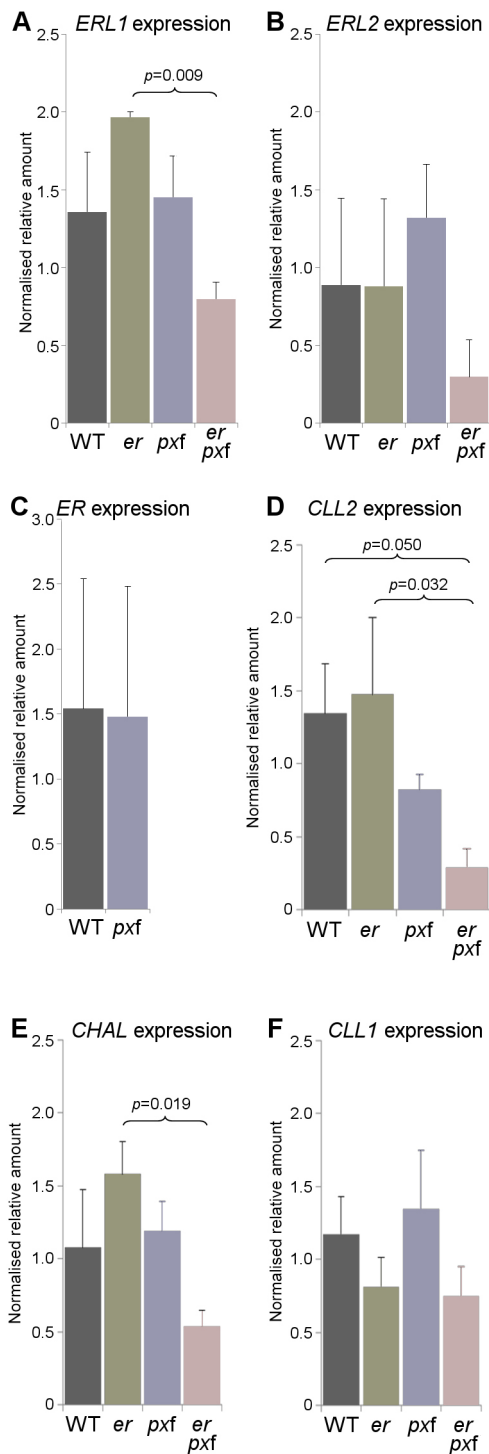 A ERL1 expression
Normalised relative amount
2.5
2.0
1.5
1.0
0.5
0
p=0.009
WT er pxf er pxf
B ERL2 expression
Normalised relative amount
2.5
2.0
1.5
1.0
0.5
0
WT er pxf er pxf
C ER expression
Normalised relative amount
3.0
2.5
2.0
1.5
1.0
0.5
0
WT pxf
D CLL2 expression
Normalised relative amount
2.5
2.0
1.5
1.0
0.5
0
p=0.050
p=0.032
WT er pxf er pxf
E CHAL expression
Normalised relative amount
2.5
2.0
1.5
1.0
0.5
0
p=0.019
WT er pxf er pxf
F CLL1 expression
Normalised relative amount
2.5
2.0
1.5
1.0
0.5
0
WT er pxf er pxf